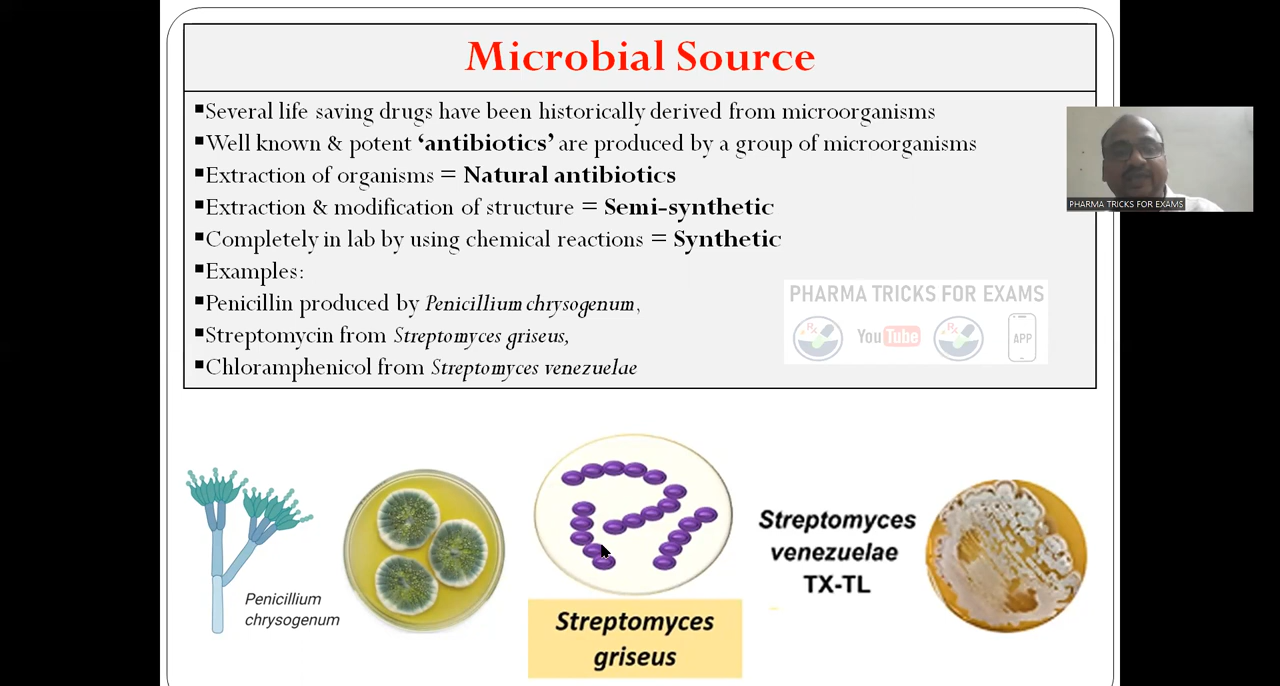 Microbial Source
▪Several life saving drugs have been historically derived from microorganisms
▪Well known & potent ‘antibiotics’ are produced by a group of microorganisms
▪Extraction of organisms = Natural antibiotics
▪Extraction & modification of structure = Semi-synthetic
▪Completely in lab by using chemical reactions = Synthetic
▪Examples:
▪Penicillin produced by Penicillium chrysogenum,
▪Streptomycin from Streptomyces griseus,
▪Chloramphenicol from Streptomyces venezuelae
PHARMA TRICKS FOR EXAMS
Rx
YouTube
Rx
APP
PHARMA TRICKS FOR EXAMS
Penicillium
chrysogenum
Streptomyces
griseus
Streptomyces
venezuelae
TX-TL